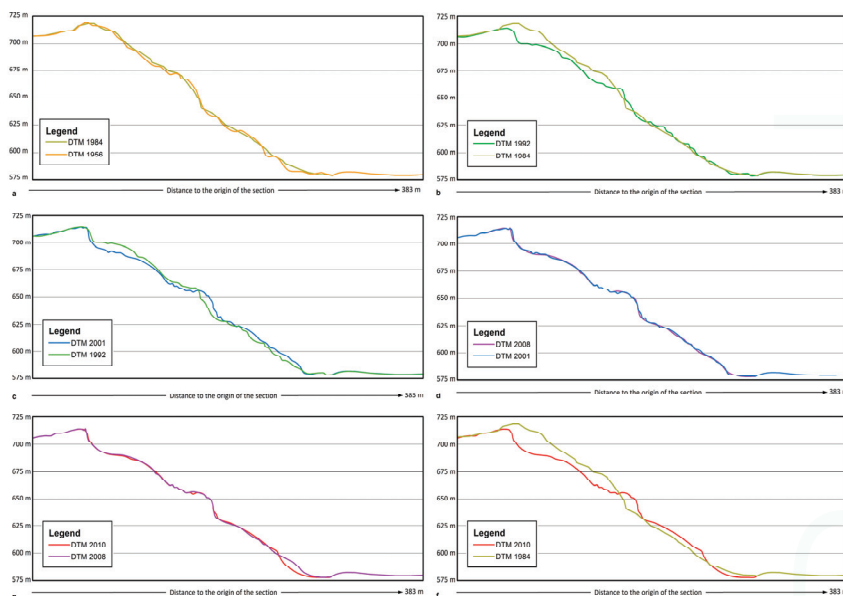 725 m
700 m
675 m
650 m
625 m
600 m
575 m
Legend
DTM 1984
DTM 1956
a
Distance to the origin of the section
383 m
725 m
700 m
675 m
650 m
625 m
600 m
575 m
Legend
DTM 1992
DTM 1984
b
Distance to the origin of the section
383 m
725 m
700 m
675 m
650 m
625 m
600 m
575 m
Legend
DTM 2001
DTM 1992
c
Distance to the origin of the section
383 m
725 m
700 m
675 m
650 m
625 m
600 m
575 m
Legend
DTM 2008
DTM 2001
d
Distance to the origin of the section
383 m
725 m
700 m
675 m
650 m
625 m
600 m
575 m
Legend
DTM 2010
DTM 2008
Distance to the origin of the section
383 m
725 m
700 m
675 m
650 m
625 m
600 m
575 m
Legend
DTM 2010
DTM 1984
f
Distance to the origin of the section
383 m